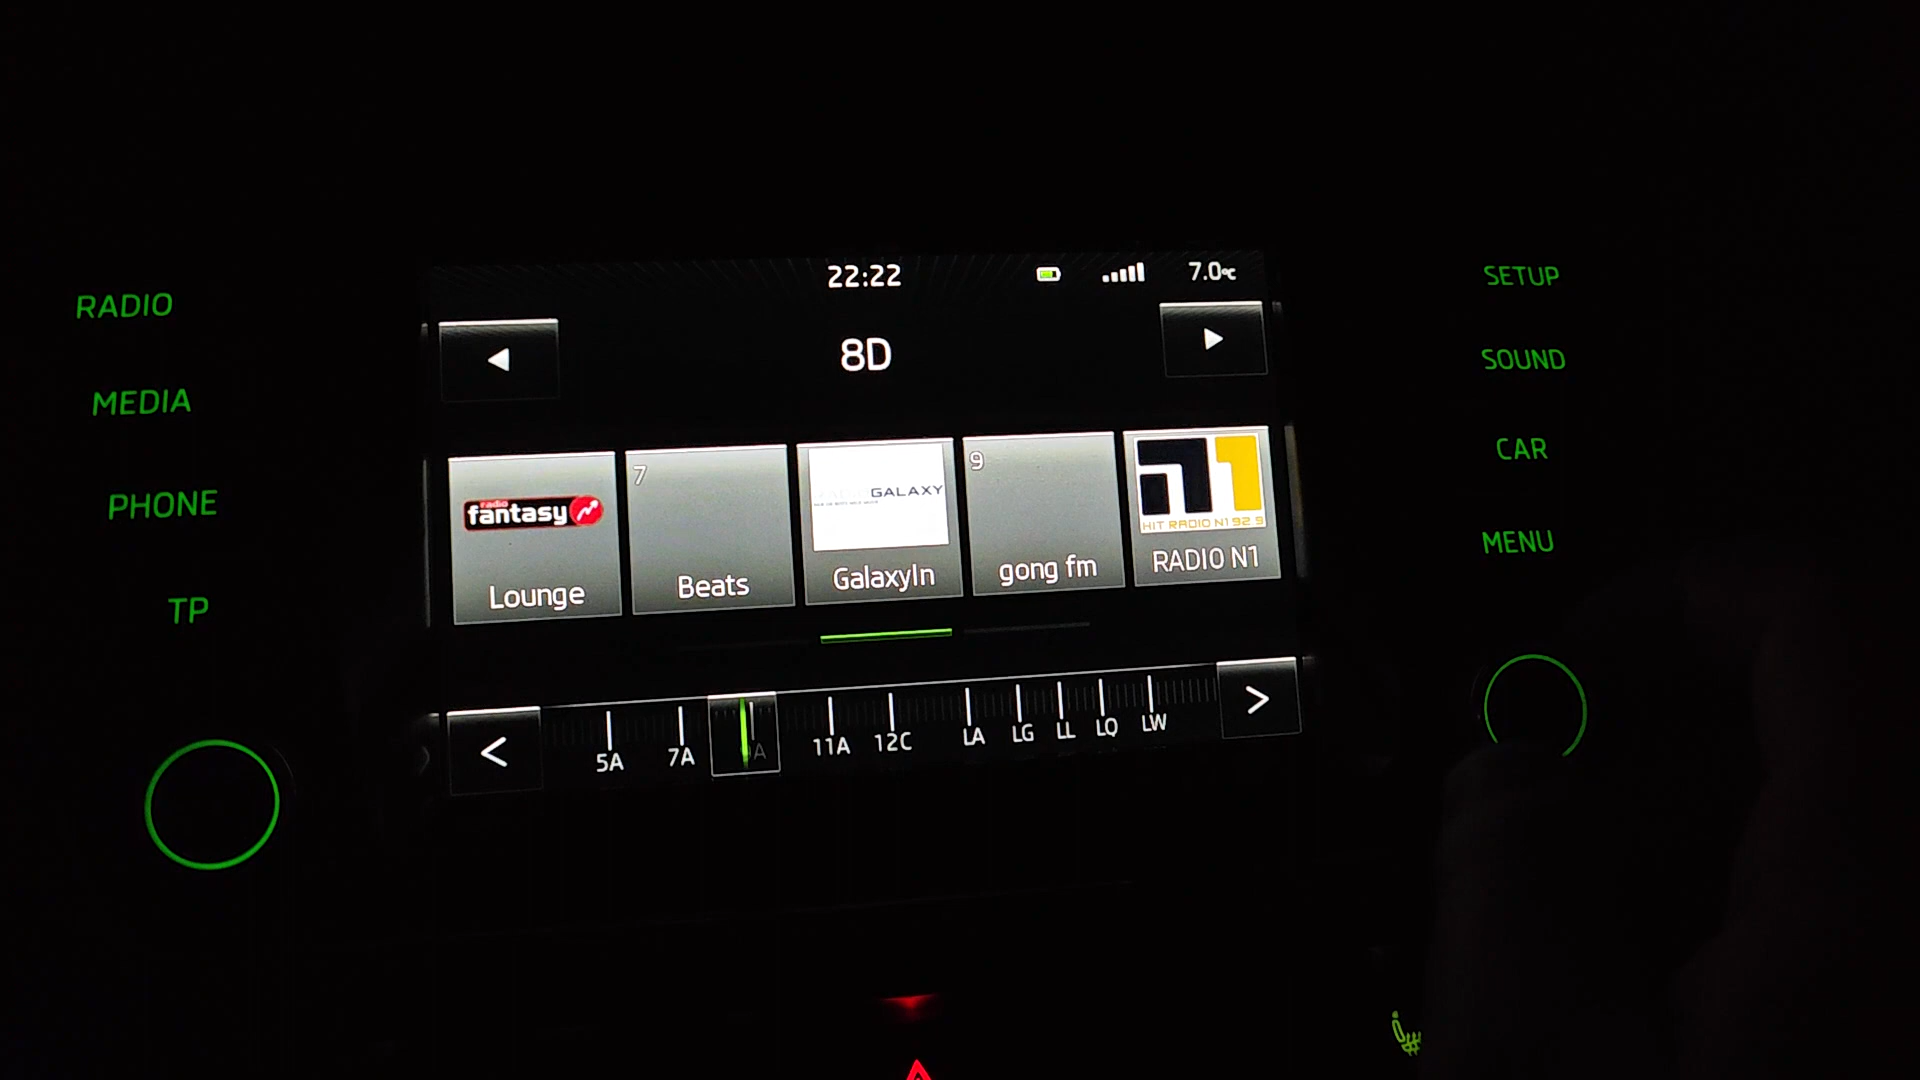 22:22
7.0°C
RADIO
MEDIA
PHONE
TP
SETUP
SOUND
CAR
MENU
8D
radio
fantasy
Lounge
7
Beats
GALAXY
GalaxyIn
9
gong fm
HIT RADIO N1 92.9
RADIO N1
5A 7A 9A 11A 12C LA LG LL LQ LW